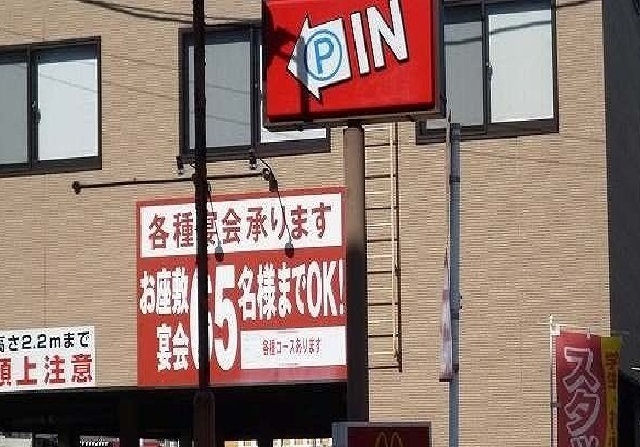 P IN
各種宴会承ります
お座敷
宴会
65名様までOK!
各種コースあります
高さ2.2mまで
頭上注意
スタッ